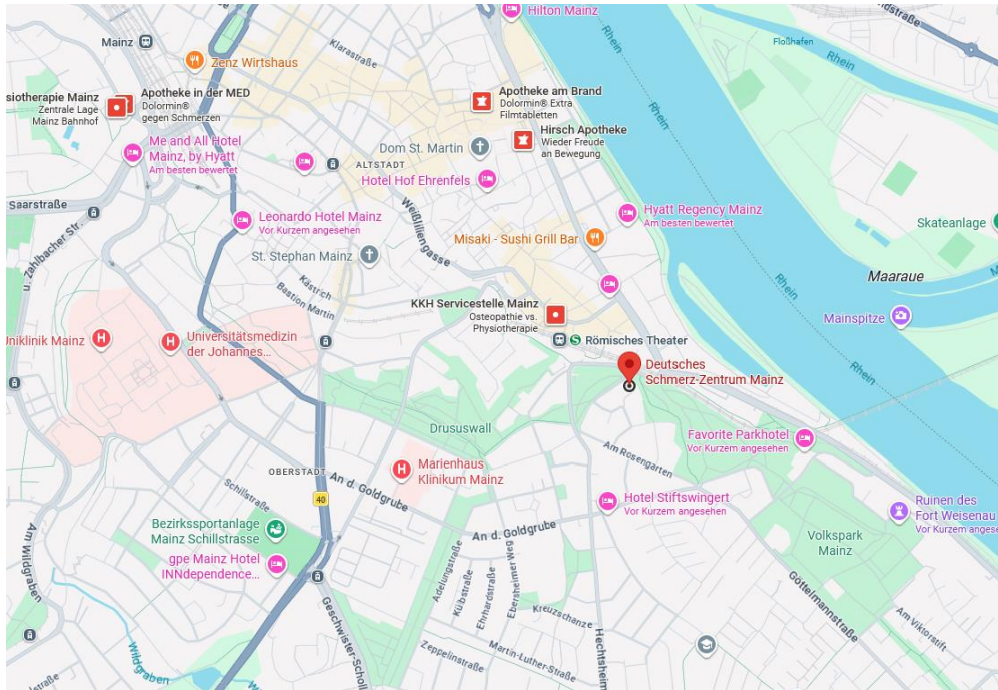 Hilton Mainz
Mainz
Klarastraße
Zenz Wirtshaus
Floßhafen
Rhein
Rhein
Rhein
siotherapie Mainz
Zentrale Lage
Mainz Bahnhof
Apotheke in der MED
Dolormin®
gegen Schmerzen
Apotheke am Brand
Dolormin® Extra
Filmtabletten
Hirsch Apotheke
Wieder Freude
an Bewegung
Rhein
Me and All Hotel
Mainz, by Hyatt
Am besten bewertet
Dom St. Martin
ALTSTADT
Hotel Hof Ehrenfels
Saarstraße
u. Zahlbacher Str.
Leonardo Hotel Mainz
Vor Kurzem angesehen
Weißliliengasse
Hyatt Regency Mainz
Am besten bewertet
Skateanlage
Misaki - Sushi Grill Bar
St. Stephan Mainz
Rhein
Maaraue
Kästrich
Bastion Martin
KKH Servicestelle Mainz
Osteopathie vs.
Physiotherapie
Mainspitze
Uniklinik Mainz
Universitätsmedizin
der Johannes...
Römisches Theater
Deutsches
Schmerz-Zentrum Mainz
Rhein
Drususwall
Favorite Parkhotel
Vor Kurzem angesehen
Am Rosengarten
Marienhaus
Klinikum Mainz
OBERSTADT
An d. Goldgrube
Schillstraße
40
Hotel Stiftswingert
Vor Kurzem angesehen
Ruinen des
Fort Weisenau
Vor Kurzem angese
Bezirkssportanlage
Mainz Schillstrasse
An d. Goldgrube
Volkspark
Mainz
Am Wildgraben
gpe Mainz Hotel
INNdependence...
Adelungstraße
Kübstraße
Ehrhardstraße
Ebersheimer Weg
Kreuzschanze
Göttelmannstraße
Am Viktorstift
Geschwister-Scholl
Hechtsheim
Wildgraben
Zeppelinstraße
Martin-Luther-Straße